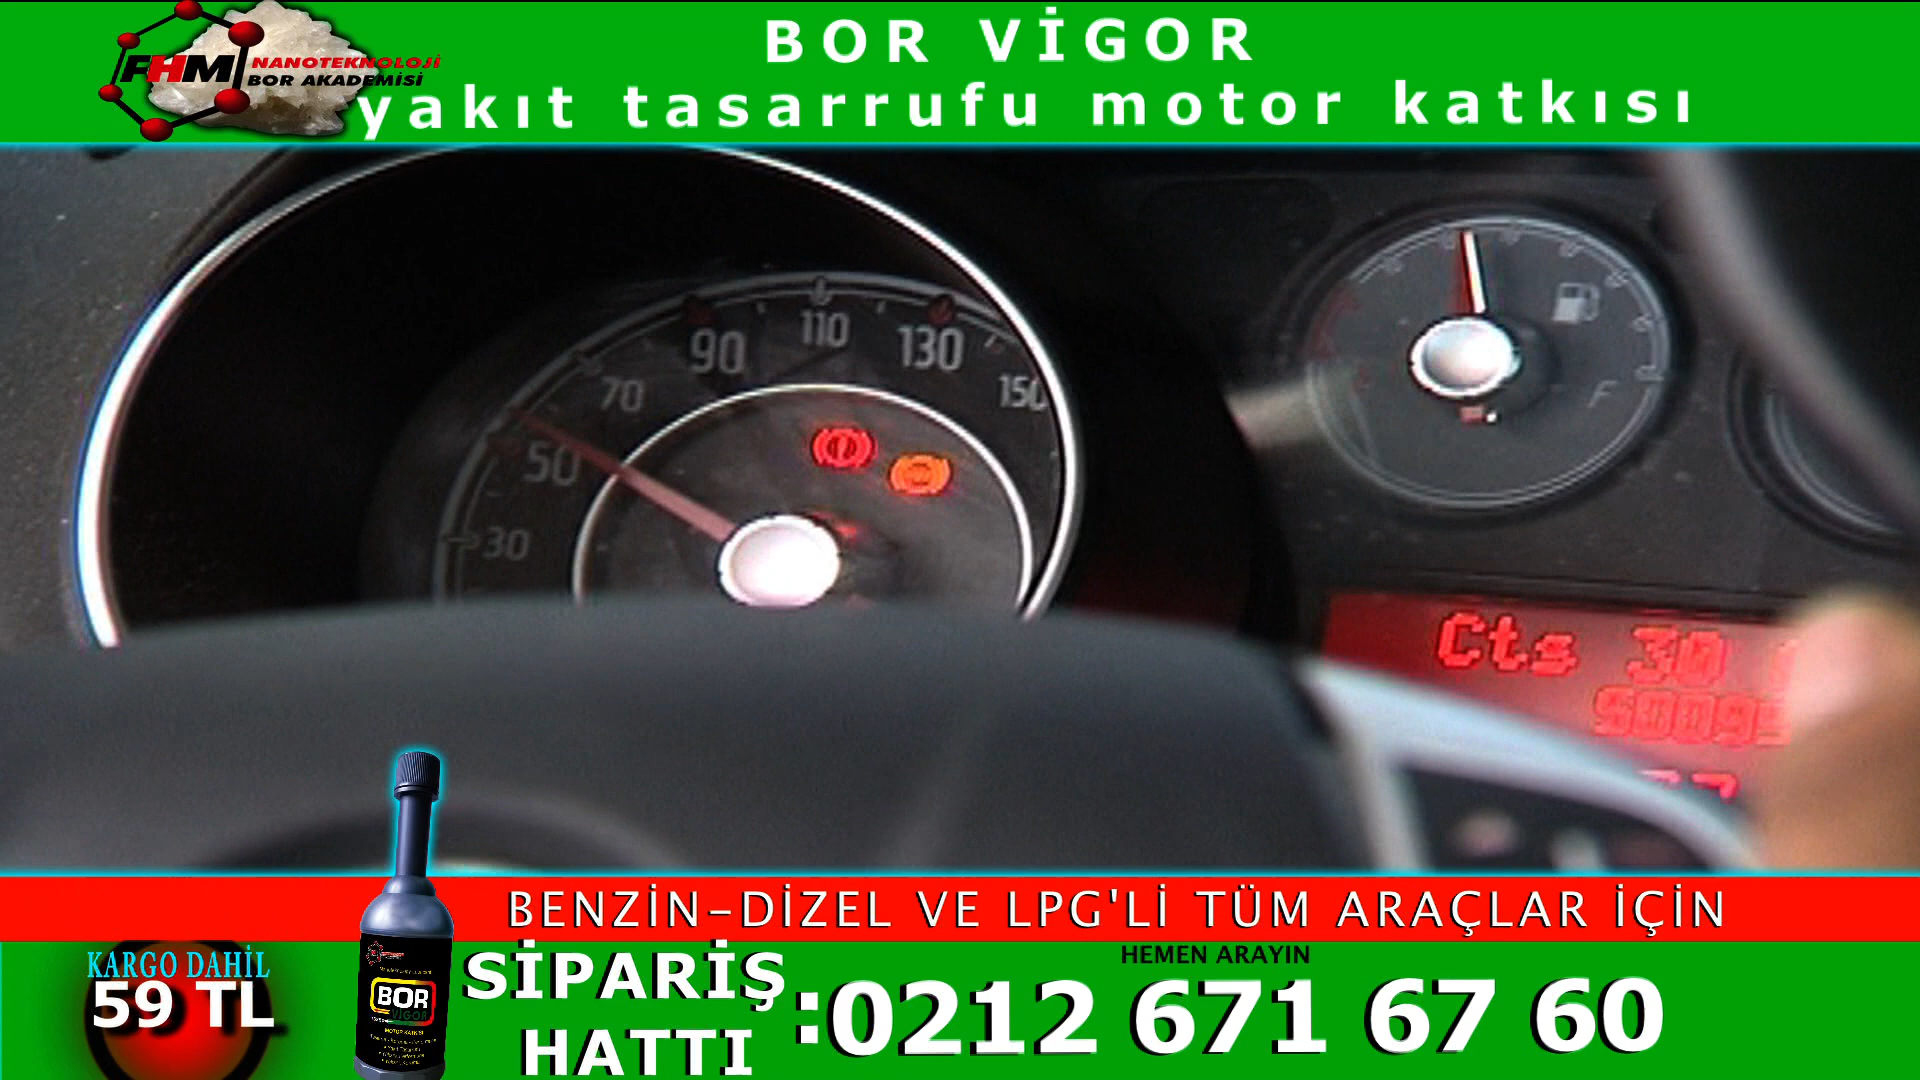 BOR VİGOR
FHM NANOTEKNOLOJİ
BOR AKADEMİSİ
yakıt tasarrufu motor katkısı
110
90
130
70
150
50
30
F
Cts 30
BENZİN-DİZEL VE LPG'Lİ TÜM ARAÇLAR İÇİN
HEMEN ARAYIN
KARGO DAHİL
59 TL
SİPARİŞ
HATTI
:0212 671 67 60
BOR
VİGOR
MOTOR KATKISI